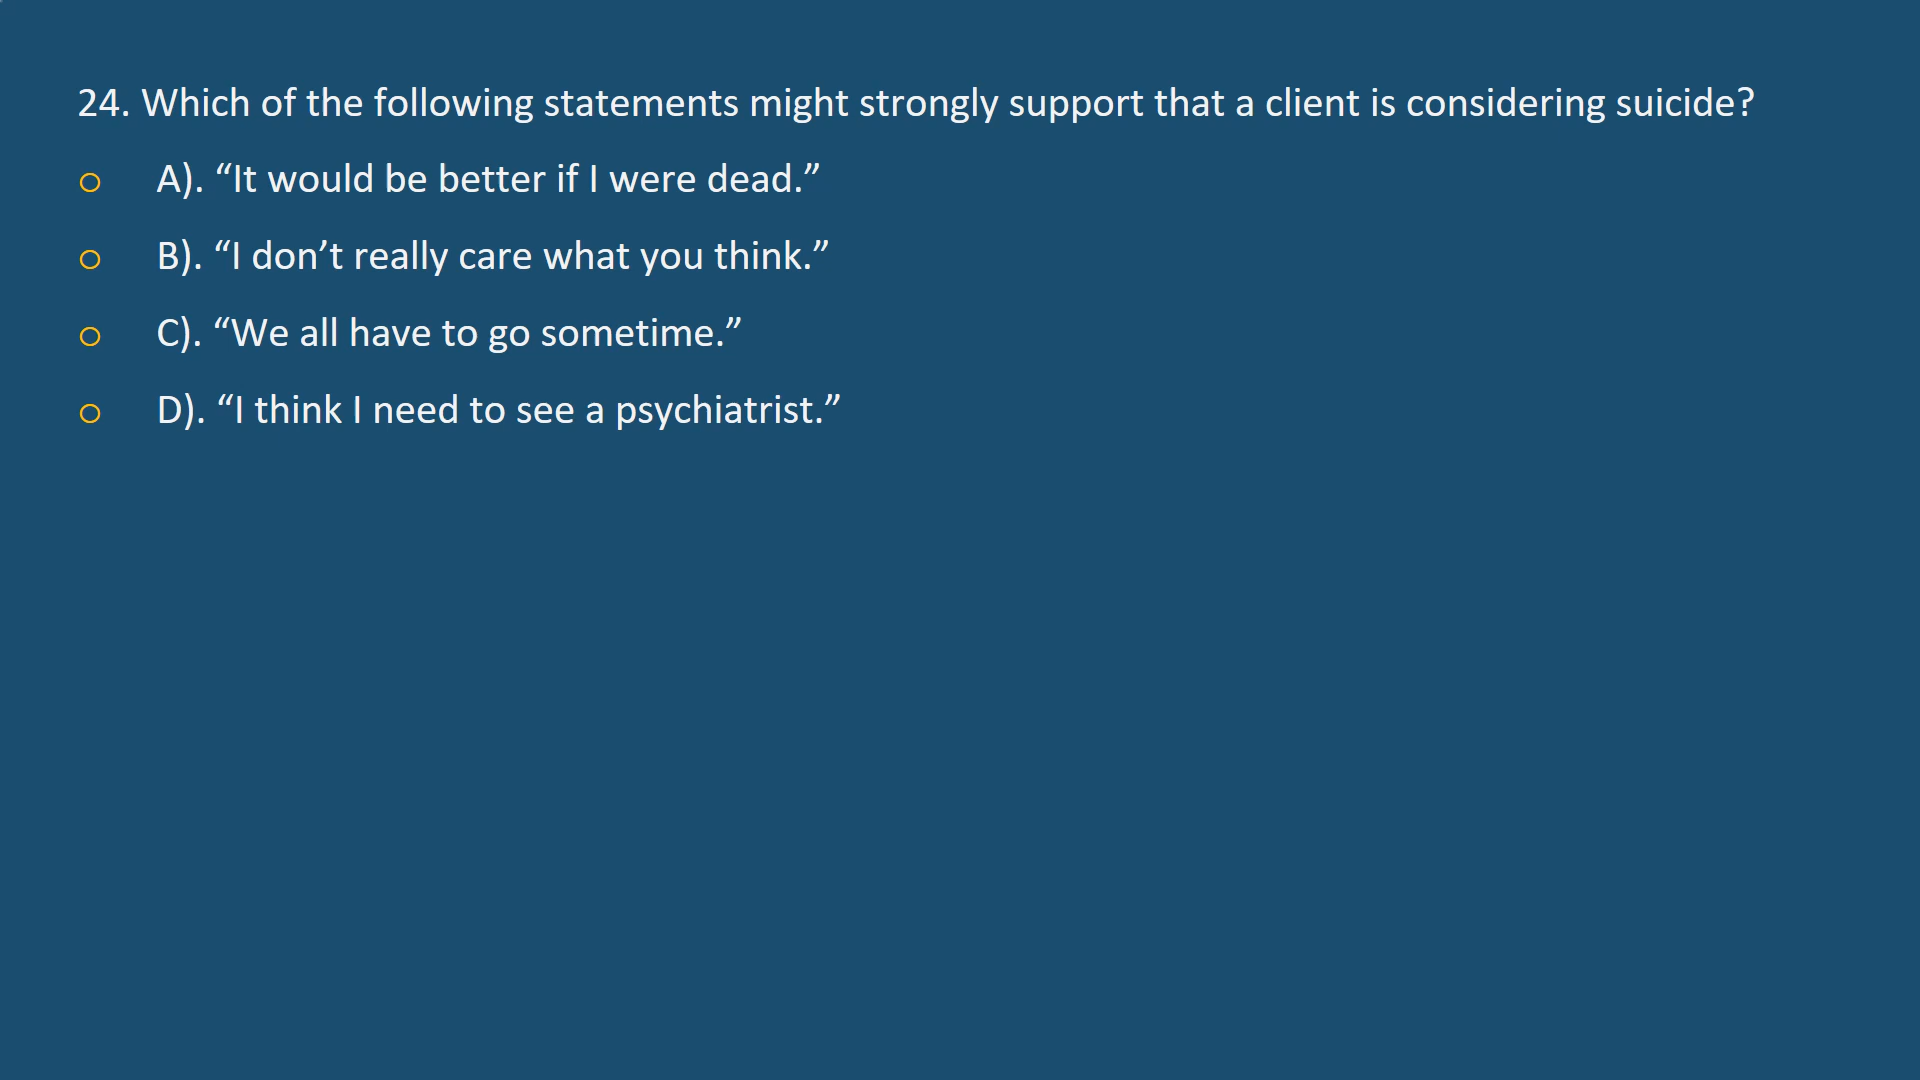 24. Which of the following statements might strongly support that a client is considering suicide?
o A). “It would be better if I were dead.”
o B). “I don’t really care what you think.”
o C). “We all have to go sometime.”
o D). “I think I need to see a psychiatrist.”